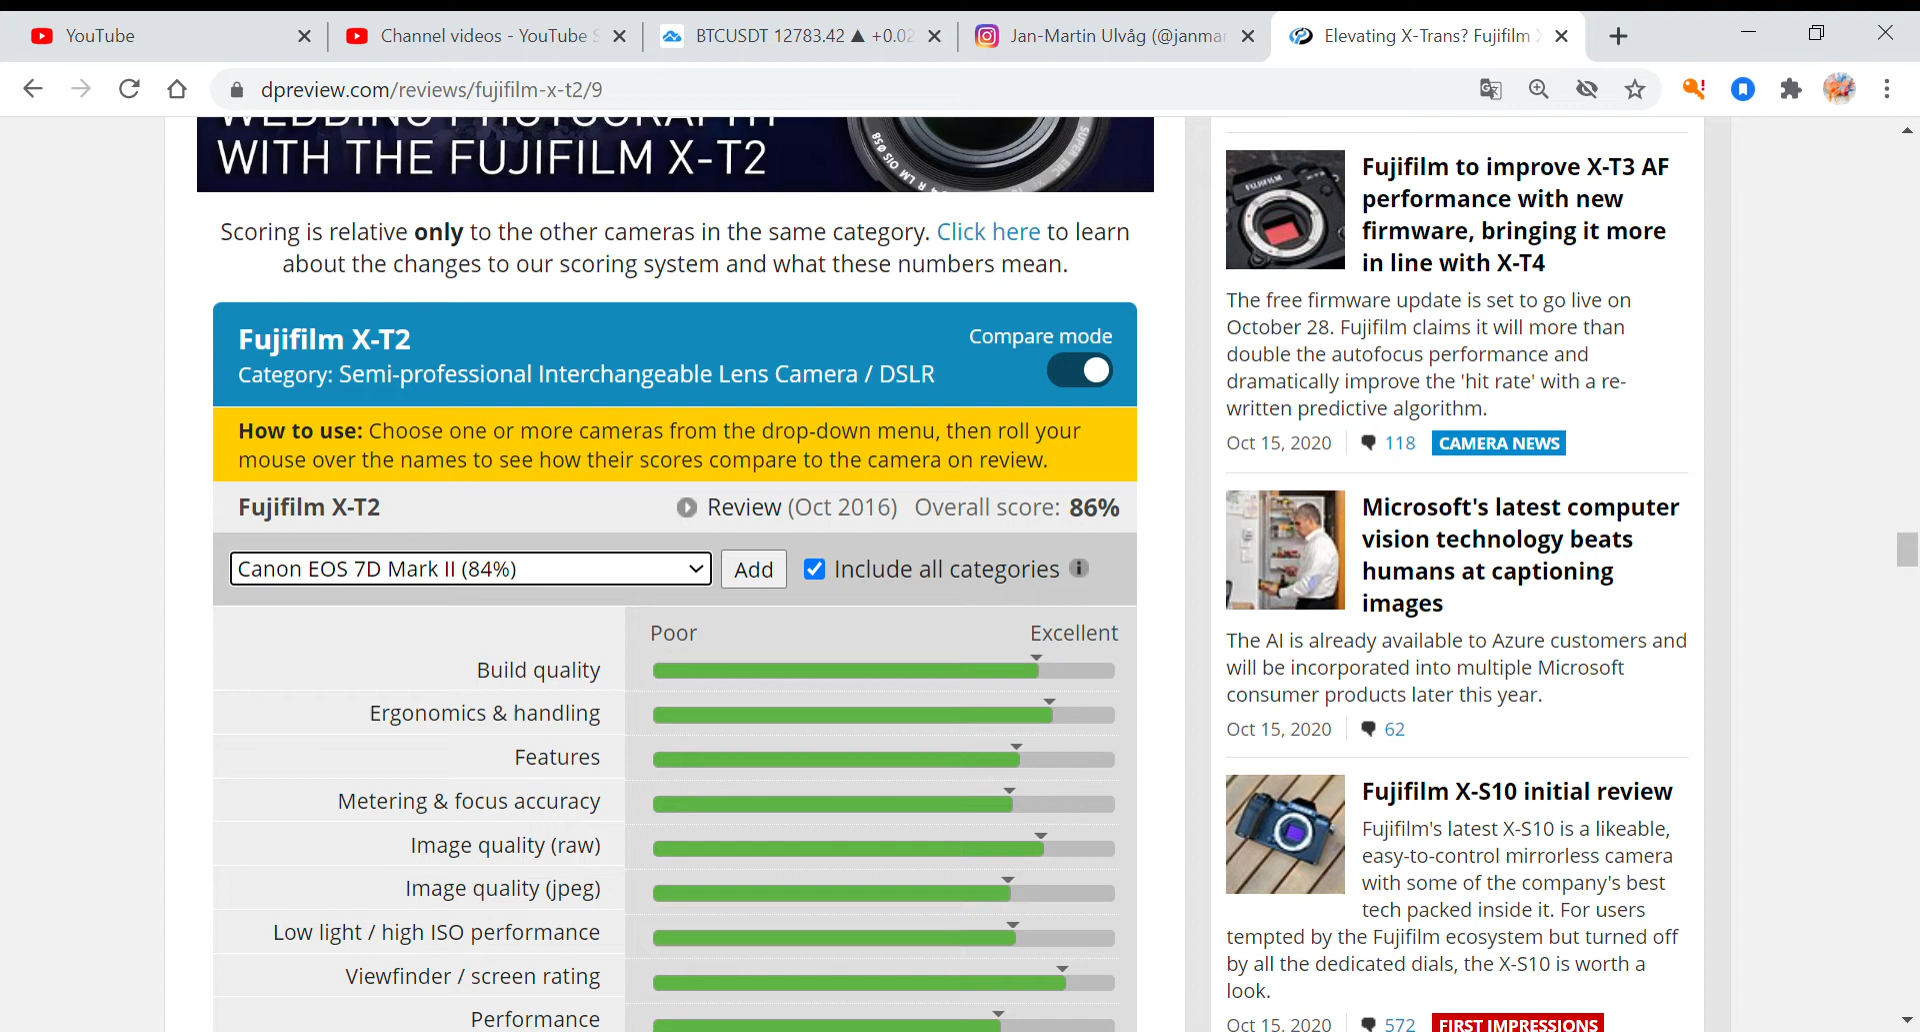 YouTube
Channel videos - YouTube S
BTCUSDT 12783.42 ▲ +0.02
Jan-Martin Ulvåg (@janmar
Elevating X-Trans? Fujifilm X
dpreview.com/reviews/fujifilm-x-t2/9
WEDDING PHOTOGRAPHY
WITH THE FUJIFILM X-T2
SUPER EBC
R LM OIS Ø58
Scoring is relative only to the other cameras in the same category. Click here to learn
about the changes to our scoring system and what these numbers mean.
Fujifilm X-T2
Compare mode
Category: Semi-professional Interchangeable Lens Camera / DSLR
How to use: Choose one or more cameras from the drop-down menu, then roll your
mouse over the names to see how their scores compare to the camera on review.
Fujifilm X-T2
Review (Oct 2016) Overall score: 86%
Canon EOS 7D Mark II (84%)
Add
Include all categories
Poor
Excellent
Build quality
Ergonomics & handling
Features
Metering & focus accuracy
Image quality (raw)
Image quality (jpeg)
Low light / high ISO performance
Viewfinder / screen rating
Performance
FUJIFILM
Fujifilm to improve X-T3 AF
performance with new
firmware, bringing it more
in line with X-T4
The free firmware update is set to go live on
October 28. Fujifilm claims it will more than
double the autofocus performance and
dramatically improve the 'hit rate' with a re-
written predictive algorithm.
Oct 15, 2020
118
CAMERA NEWS
Microsoft's latest computer
vision technology beats
humans at captioning
images
The AI is already available to Azure customers and
will be incorporated into multiple Microsoft
consumer products later this year.
Oct 15, 2020
62
Fujifilm X-S10 initial review
Fujifilm's latest X-S10 is a likeable,
easy-to-control mirrorless camera
with some of the company's best
tech packed inside it. For users
tempted by the Fujifilm ecosystem but turned off
by all the dedicated dials, the X-S10 is worth a
look.
Oct 15, 2020
572
FIRST IMPRESSIONS